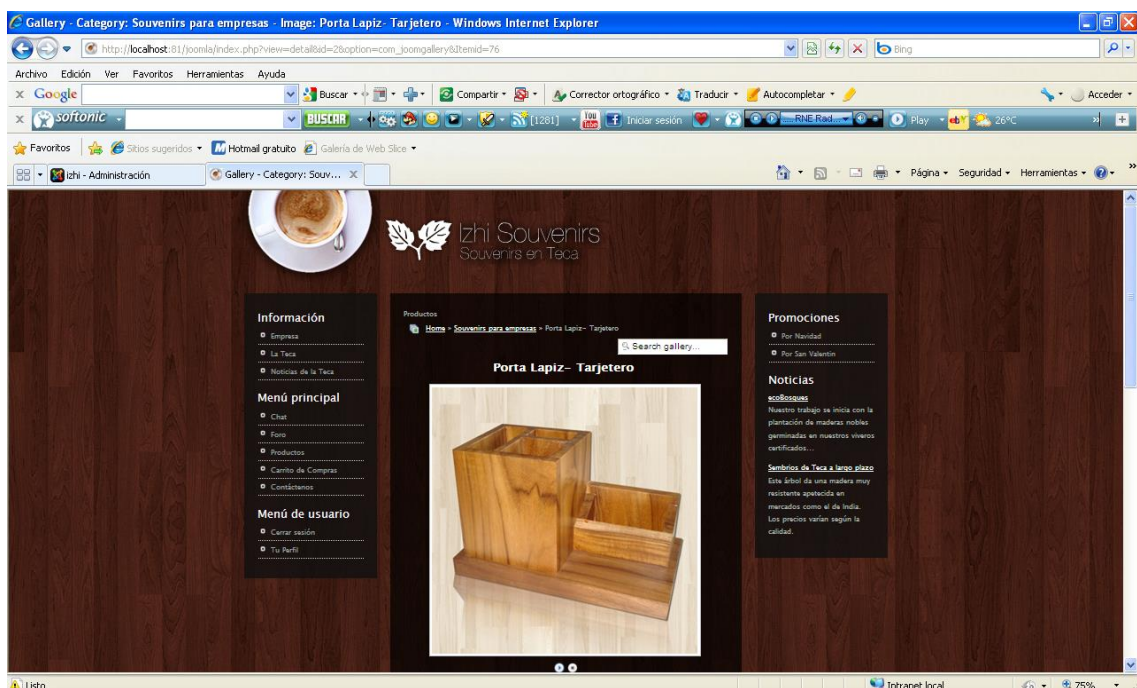 Gallery - Category: Souvenirs para empresas - Image: Porta Lapiz- Tarjetero - Windows Internet Explorer
http://localhost:81/joomla/index.php?view=detail&id=2&option=com_joomgallery&Itemid=76
Bing
Archivo Edición Ver Favoritos Herramientas Ayuda
x Google Buscar Compartir Corrector ortográfico Traducir Autocompletar Acceder
x softonic BUSCAR [1281] You Tube Iniciar sesión RNE Rad... Play ebY 26°C »
Favoritos Sitios sugeridos Hotmail gratuito Galería de Web Slice
Izhi - Administración Gallery - Category: Souv... X Página Seguridad Herramientas »
Izhi Souvenirs
Souvenirs en Teca
Información
Empresa
La Teca
Noticias de la Teca
Menú principal
Chat
Foro
Productos
Carrito de Compras
Contáctenos
Menú de usuario
Cerrar sesión
Tu Perfil
Productos
Home » Souvenirs para empresas » Porta Lapiz- Tarjetero
Search gallery...
Porta Lapiz- Tarjetero
Promociones
Por Navidad
Por San Valentin
Noticias
ecoBosques
Nuestro trabajo se inicia con la
plantación de maderas nobles
germinadas en nuestros viveros
certificados...
Sembrios de Teca a largo plazo
Este árbol da una madera muy
resistente apetecida en
mercados como el de India.
Los precios varían según la
calidad.
Listo Intranet local 75%